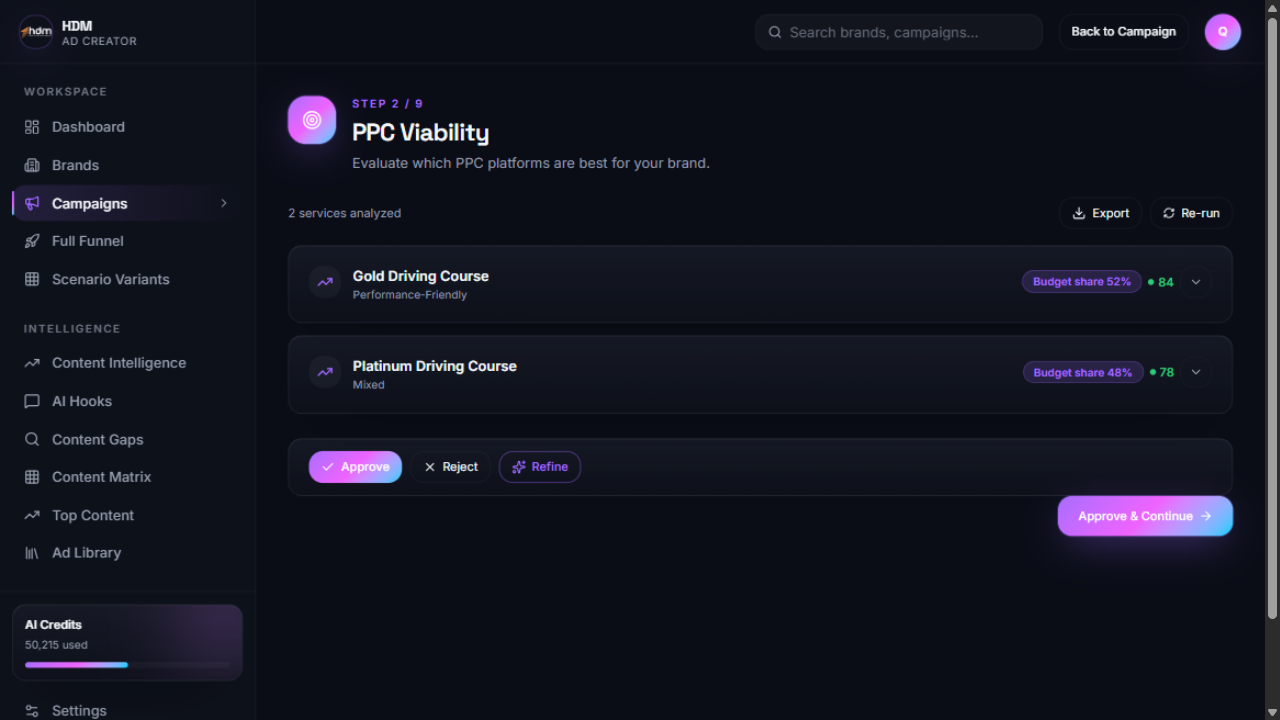 hdm
HDM
AD CREATOR
Search brands, campaigns...
Back to Campaign
Q
WORKSPACE
Dashboard
Brands
Campaigns
Full Funnel
Scenario Variants
INTELLIGENCE
Content Intelligence
AI Hooks
Content Gaps
Content Matrix
Top Content
Ad Library
AI Credits
50,215 used
Settings
STEP 2 / 9
PPC Viability
Evaluate which PPC platforms are best for your brand.
2 services analyzed
Export
Re-run
Gold Driving Course
Performance-Friendly
Budget share 52%
84
Platinum Driving Course
Mixed
Budget share 48%
78
Approve
Reject
Refine
Approve & Continue